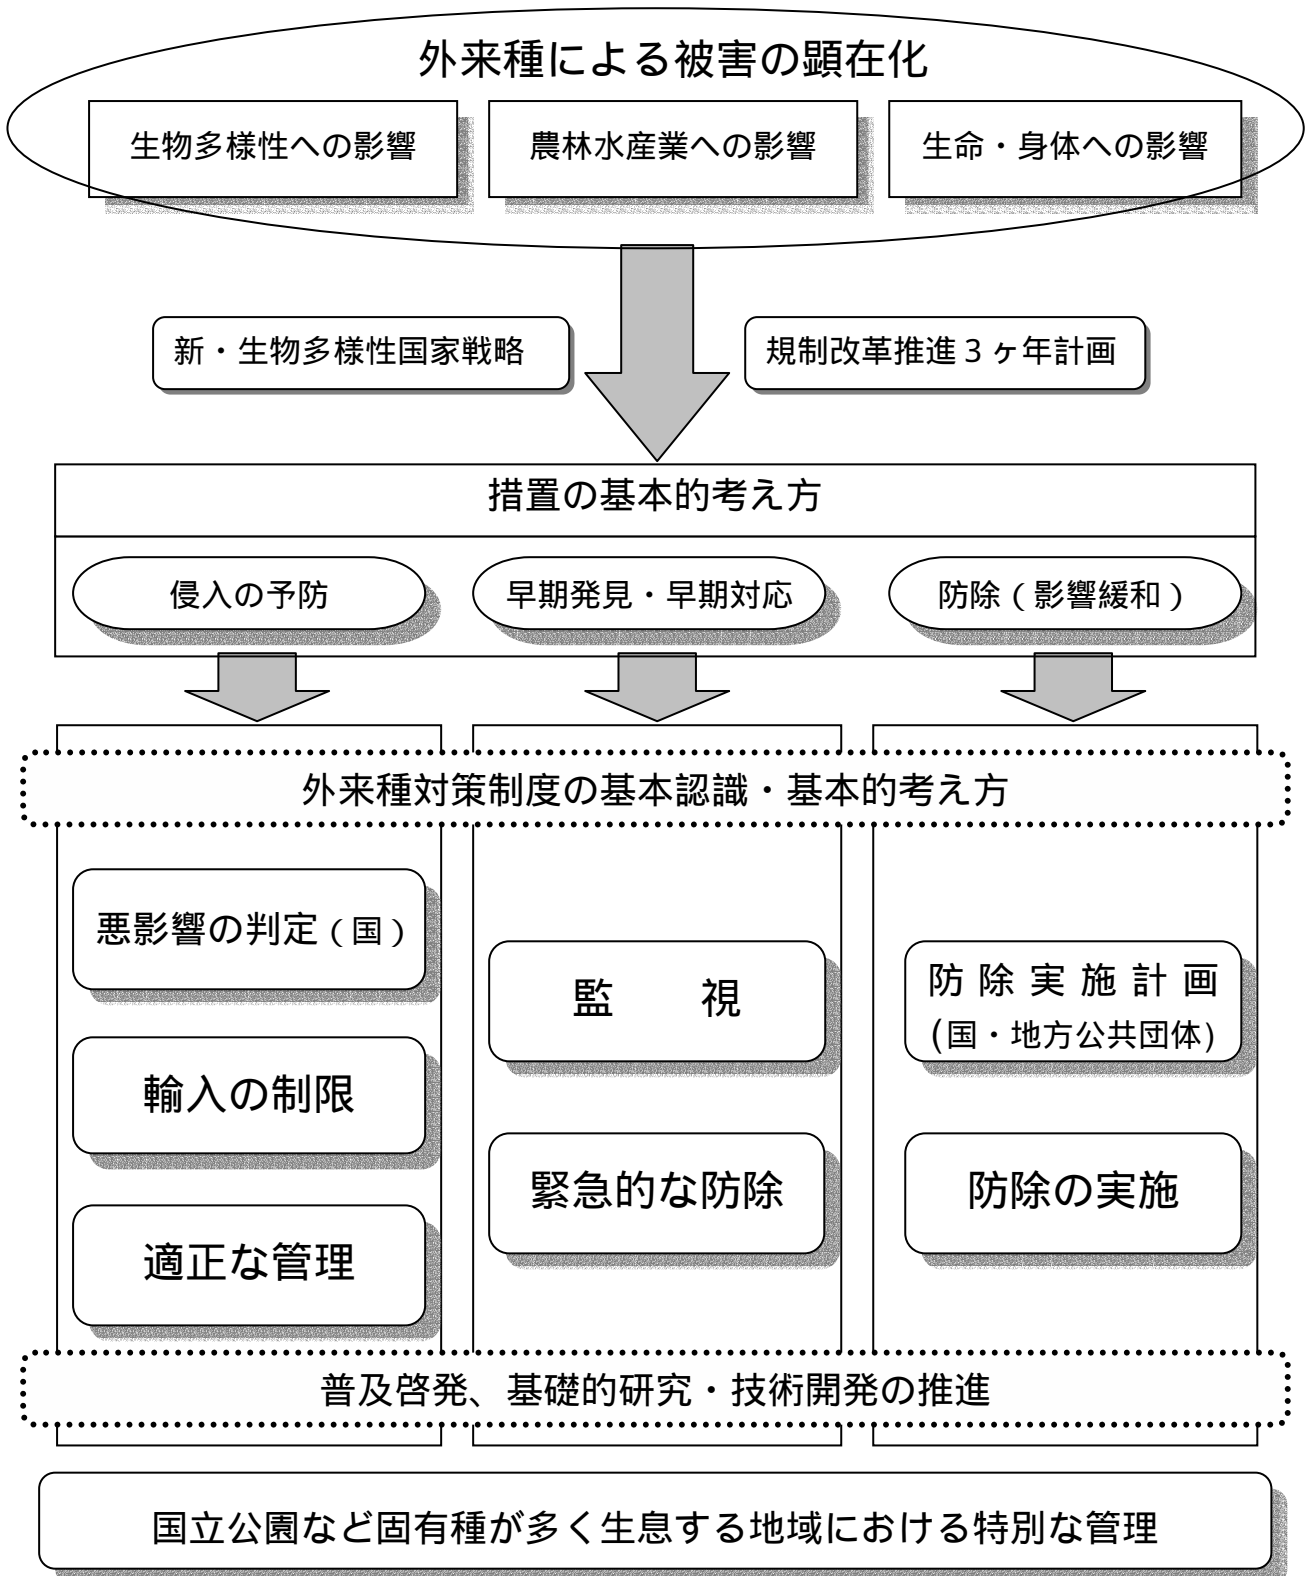 外来種による被害の顕在化
生物多様性への影響
農林水産業への影響
生命・身体への影響
新・生物多様性国家戦略
規制改革推進３ヶ年計画
措置の基本的考え方
侵入の予防
早期発見・早期対応
防除（影響緩和）
外来種対策制度の基本認識・基本的考え方
悪影響の判定（国）
輸入の制限
適正な管理
監　　視
緊急的な防除
防 除 実 施 計 画
(国・地方公共団体)
防除の実施
普及啓発、基礎的研究・技術開発の推進
国立公園など固有種が多く生息する地域における特別な管理